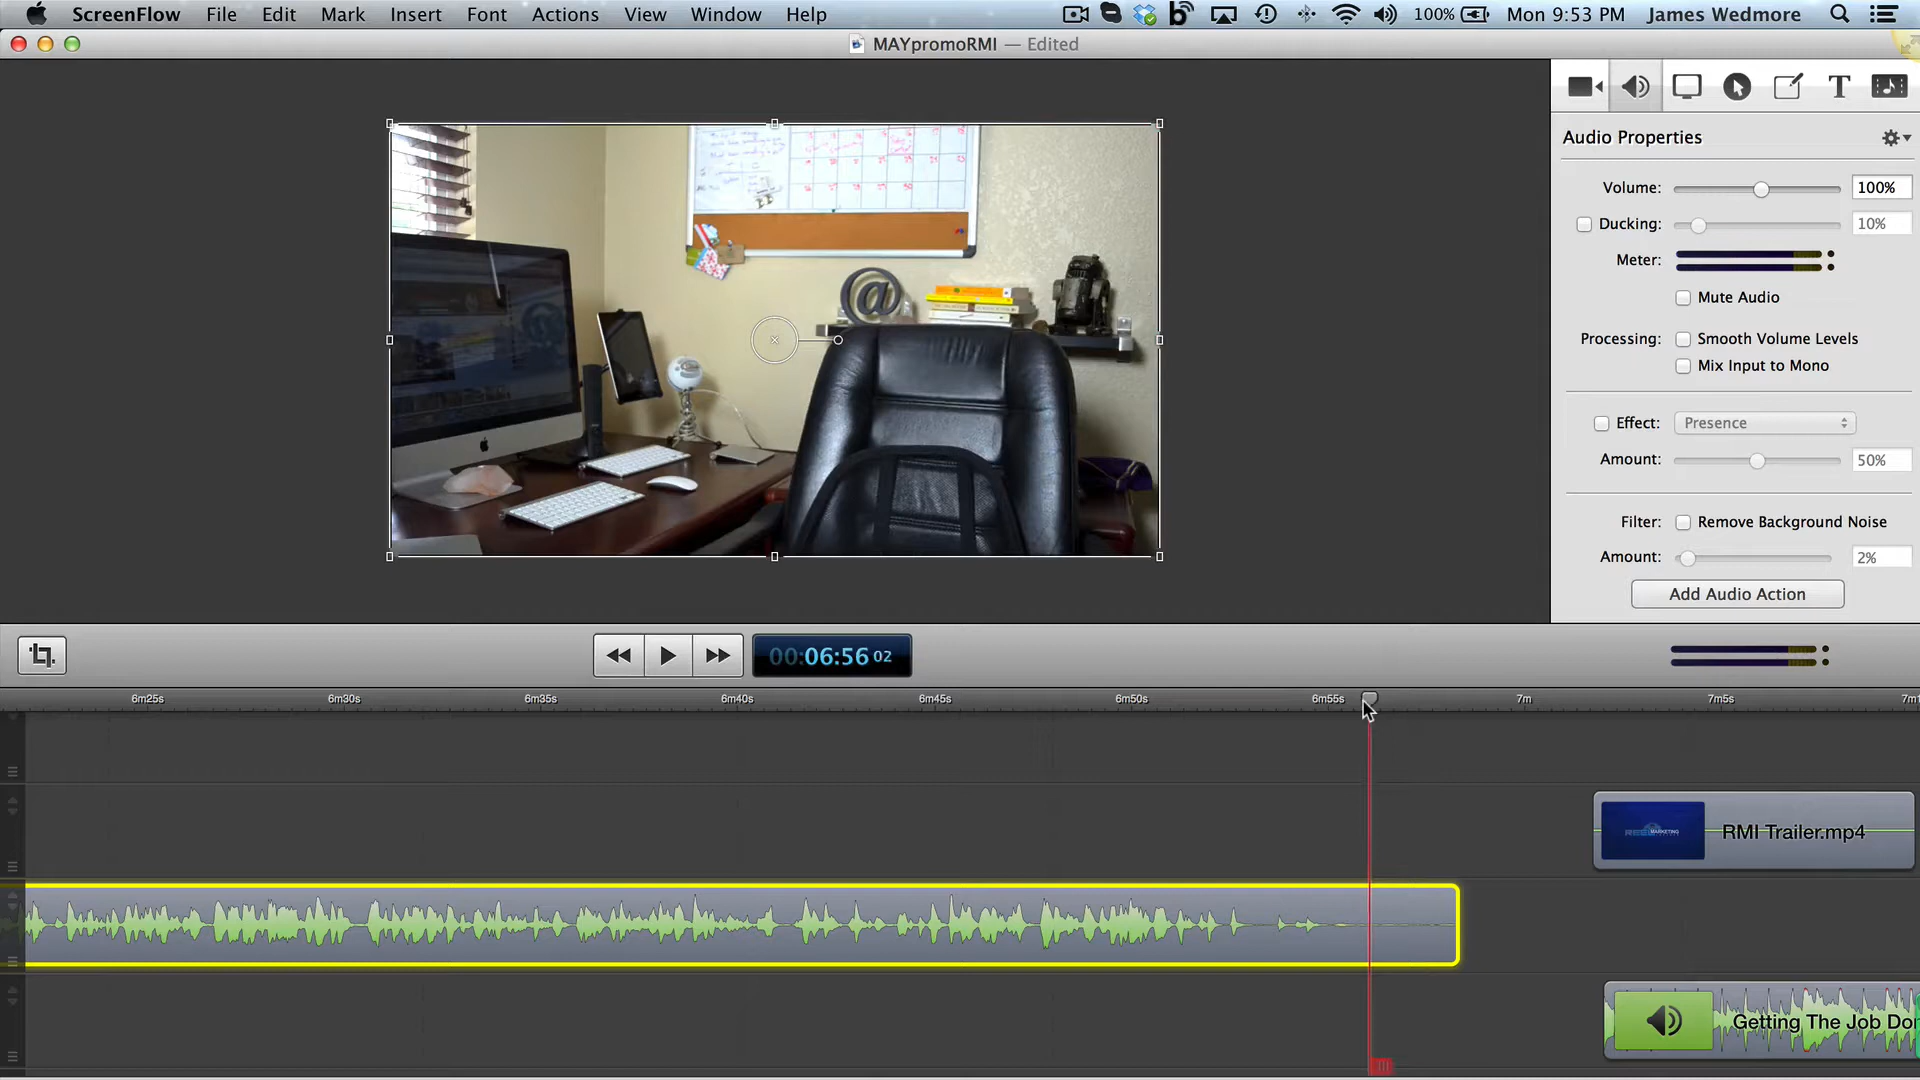 ScreenFlow File Edit Mark Insert Font Actions View Window Help 100% Mon 9:53 PM James Wedmore
MAYpromoRMI — Edited
Audio Properties
Volume: 100%
Ducking: 10%
Meter:
Mute Audio
Processing: Smooth Volume Levels
Mix Input to Mono
Effect: Presence
Amount: 50%
Filter: Remove Background Noise
Amount: 2%
Add Audio Action
00:06:56 02
6m25s 6m30s 6m35s 6m40s 6m45s 6m50s 6m55s 7m 7m5s 7m1
RMI Trailer.mp4
Getting The Job Do